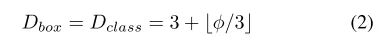 D_{box} = D_{class} = 3 + ⌊ϕ/3⌋ (2)